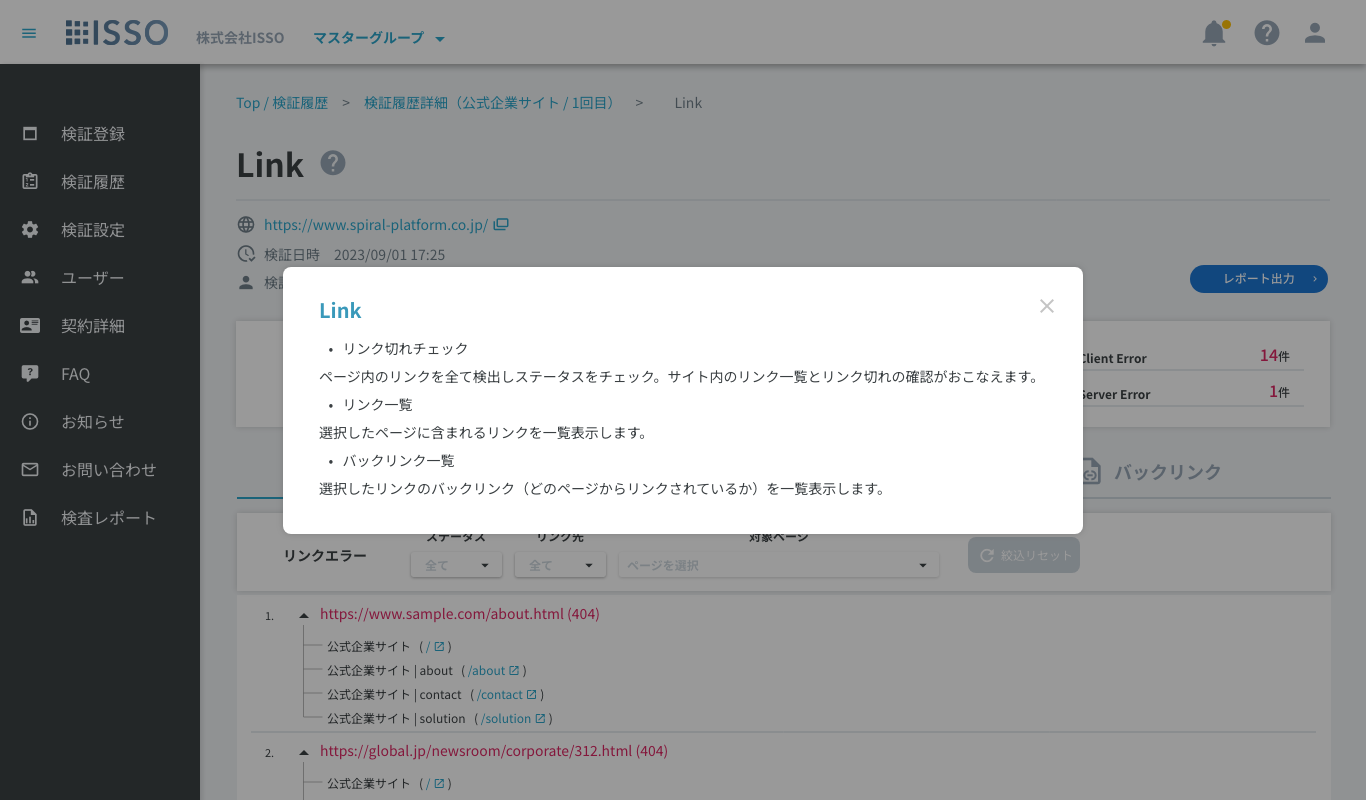 ISSO 株式会社ISSO マスターグループ
Top / 検証履歴 > 検証履歴詳細（公式企業サイト / 1回目） > Link
検証登録
検証履歴
検証設定
ユーザー
契約詳細
FAQ
お知らせ
お問い合わせ
検査レポート
Link
https://www.spiral-platform.co.jp/
検証日時 2023/09/01 17:25
検
レポート出力
Link
• リンク切れチェック
ページ内のリンクを全て検出しステータスをチェック。サイト内のリンク一覧とリンク切れの確認がおこなえます。
• リンク一覧
選択したページに含まれるリンクを一覧表示します。
• バックリンク一覧
選択したリンクのバックリンク（どのページからリンクされているか）を一覧表示します。
Client Error 14件
Server Error 1件
バックリンク
ステータス リンク先 対象ページ
リンクエラー 全て 全て ページを選択 絞込リセット
1. https://www.sample.com/about.html (404)
公式企業サイト ( / )
公式企業サイト | about ( /about )
公式企業サイト | contact ( /contact )
公式企業サイト | solution ( /solution )
2. https://global.jp/newsroom/corporate/312.html (404)
公式企業サイト ( / )